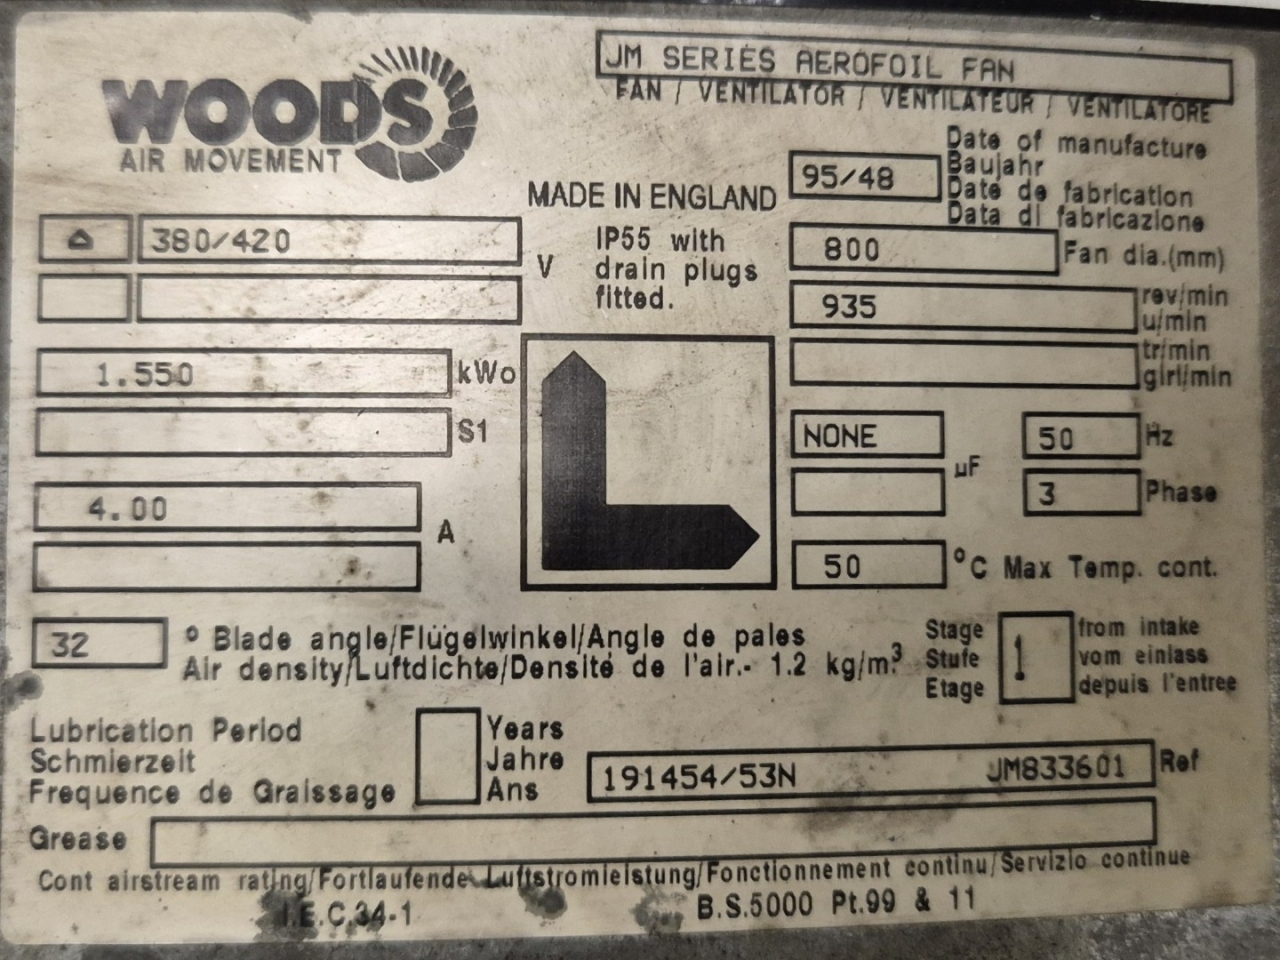 WOODS
AIR MOVEMENT
JM SERIES AEROFOIL FAN
FAN / VENTILATOR / VENTILATEUR / VENTILATORE
MADE IN ENGLAND
95/48
Date of manufacture
Baujahr
Date de fabrication
Data di fabricazione
Δ 380/420 V
IP55 with
drain plugs
fitted.
800 Fan dia.(mm)
935 rev/min
u/min
tr/min
giri/min
1.550 kWo
S1
4.00 A
NONE µF
50 Hz
3 Phase
50 °C Max Temp. cont.
32 ° Blade angle/Flügelwinkel/Angle de pales
Air density/Luftdichte/Densité de l'air.- 1.2 kg/m³
Stage 1 from intake
Stufe vom einlass
Etage depuis l'entree
Lubrication Period Years
Schmierzeit Jahre
Frequence de Graissage Ans
191454/53N JM833601 Ref
Grease
Cont airstream rating/Fortlaufende Luftstromleistung/Fonctionnement continu/Servizio continue
I.E.C.34-1 B.S.5000 Pt.99 & 11